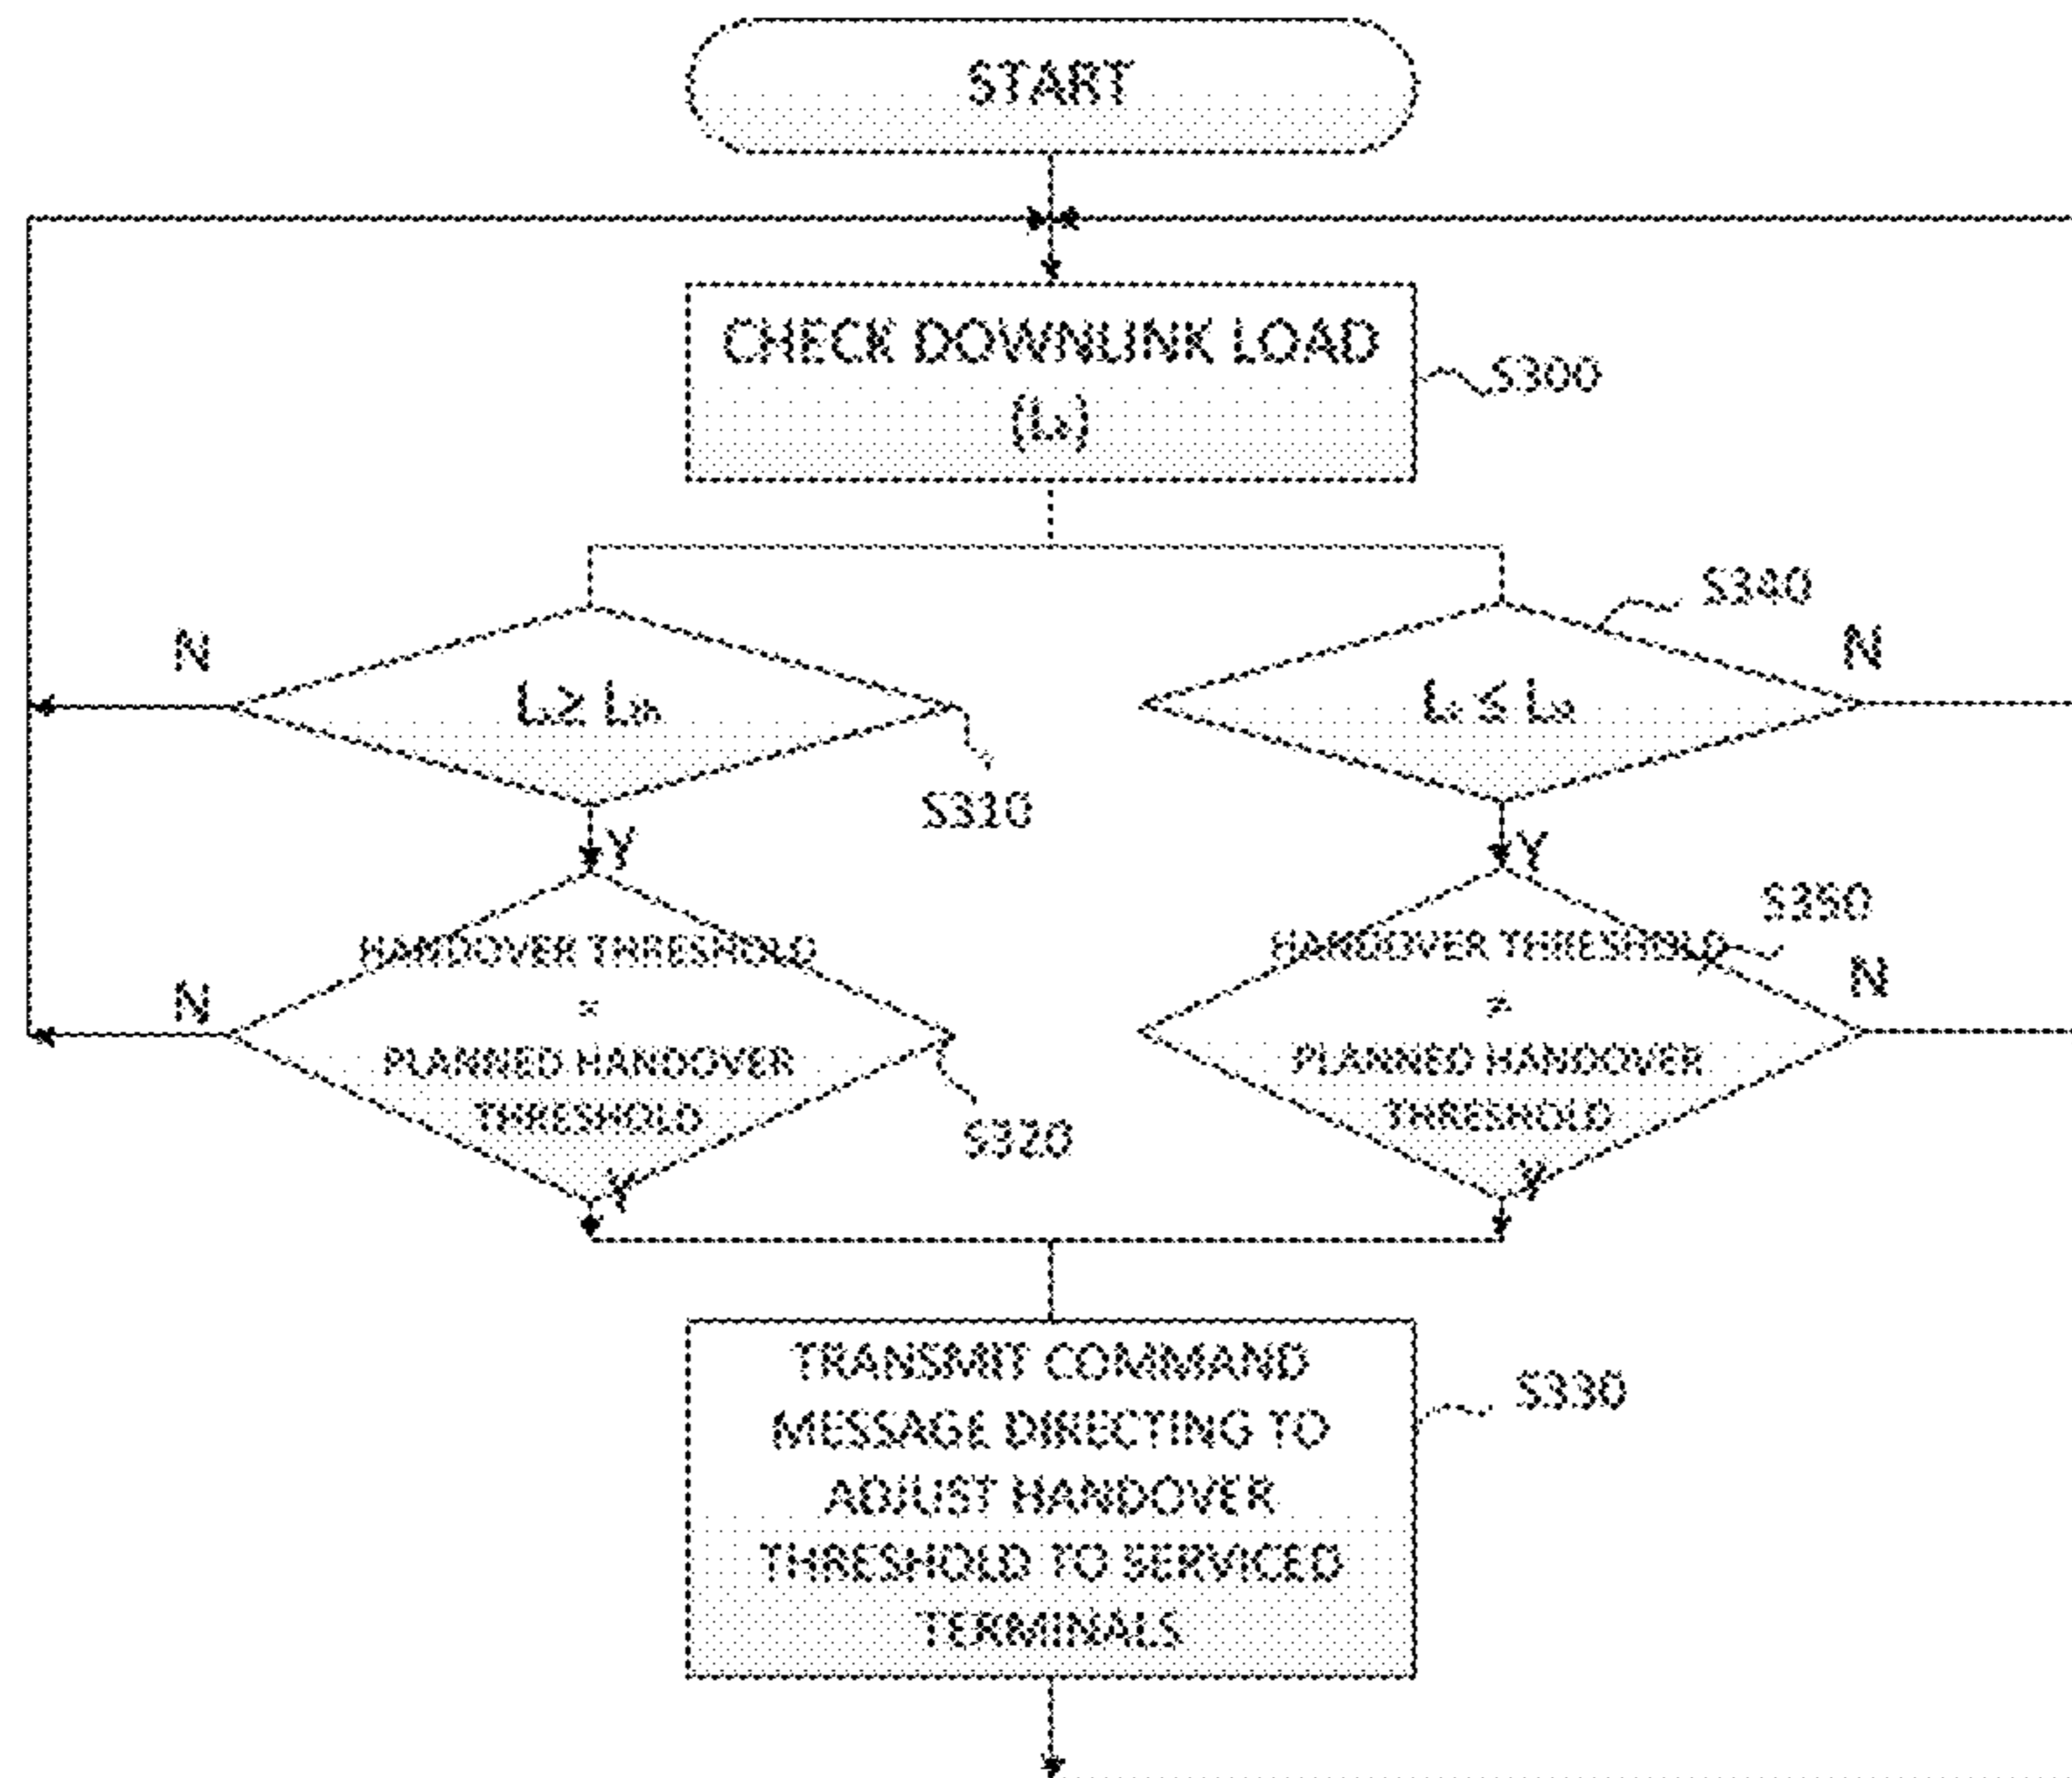 START
CHECK DOWNLINK LOAD
S300
S340
N
N
S310
Y
Y
S350
HANDOVER THRESHOLD
HANDOVER THRESHOLD
N
N
=
≠
PLANNED HANDOVER
THRESHOLD
PLANNED HANDOVER
THRESHOLD
S320
Y
Y
TRANSMIT COMMAND
MESSAGE DIRECTING TO
ADJUST HANDOVER
THRESHOLD TO SERVICED
TERMINALS
S330